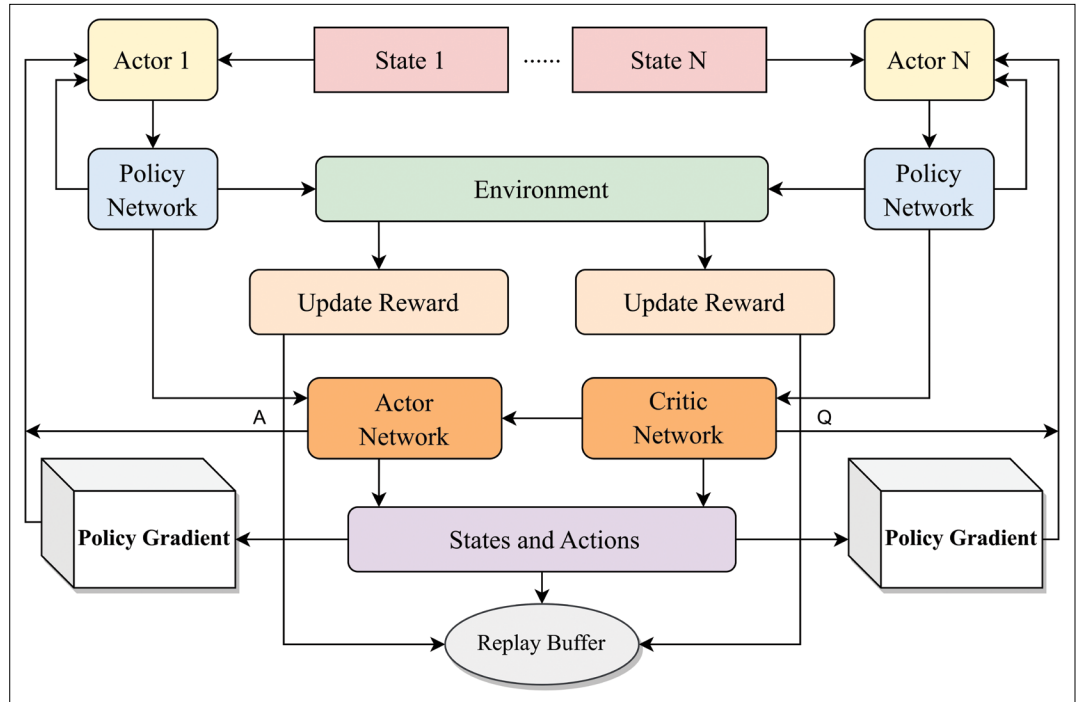 Actor 1
State 1
......
State N
Actor N
Policy
Network
Environment
Policy
Network
Update Reward
Update Reward
Actor
Network
Critic
Network
A
Q
Policy Gradient
States and Actions
Policy Gradient
Replay Buffer